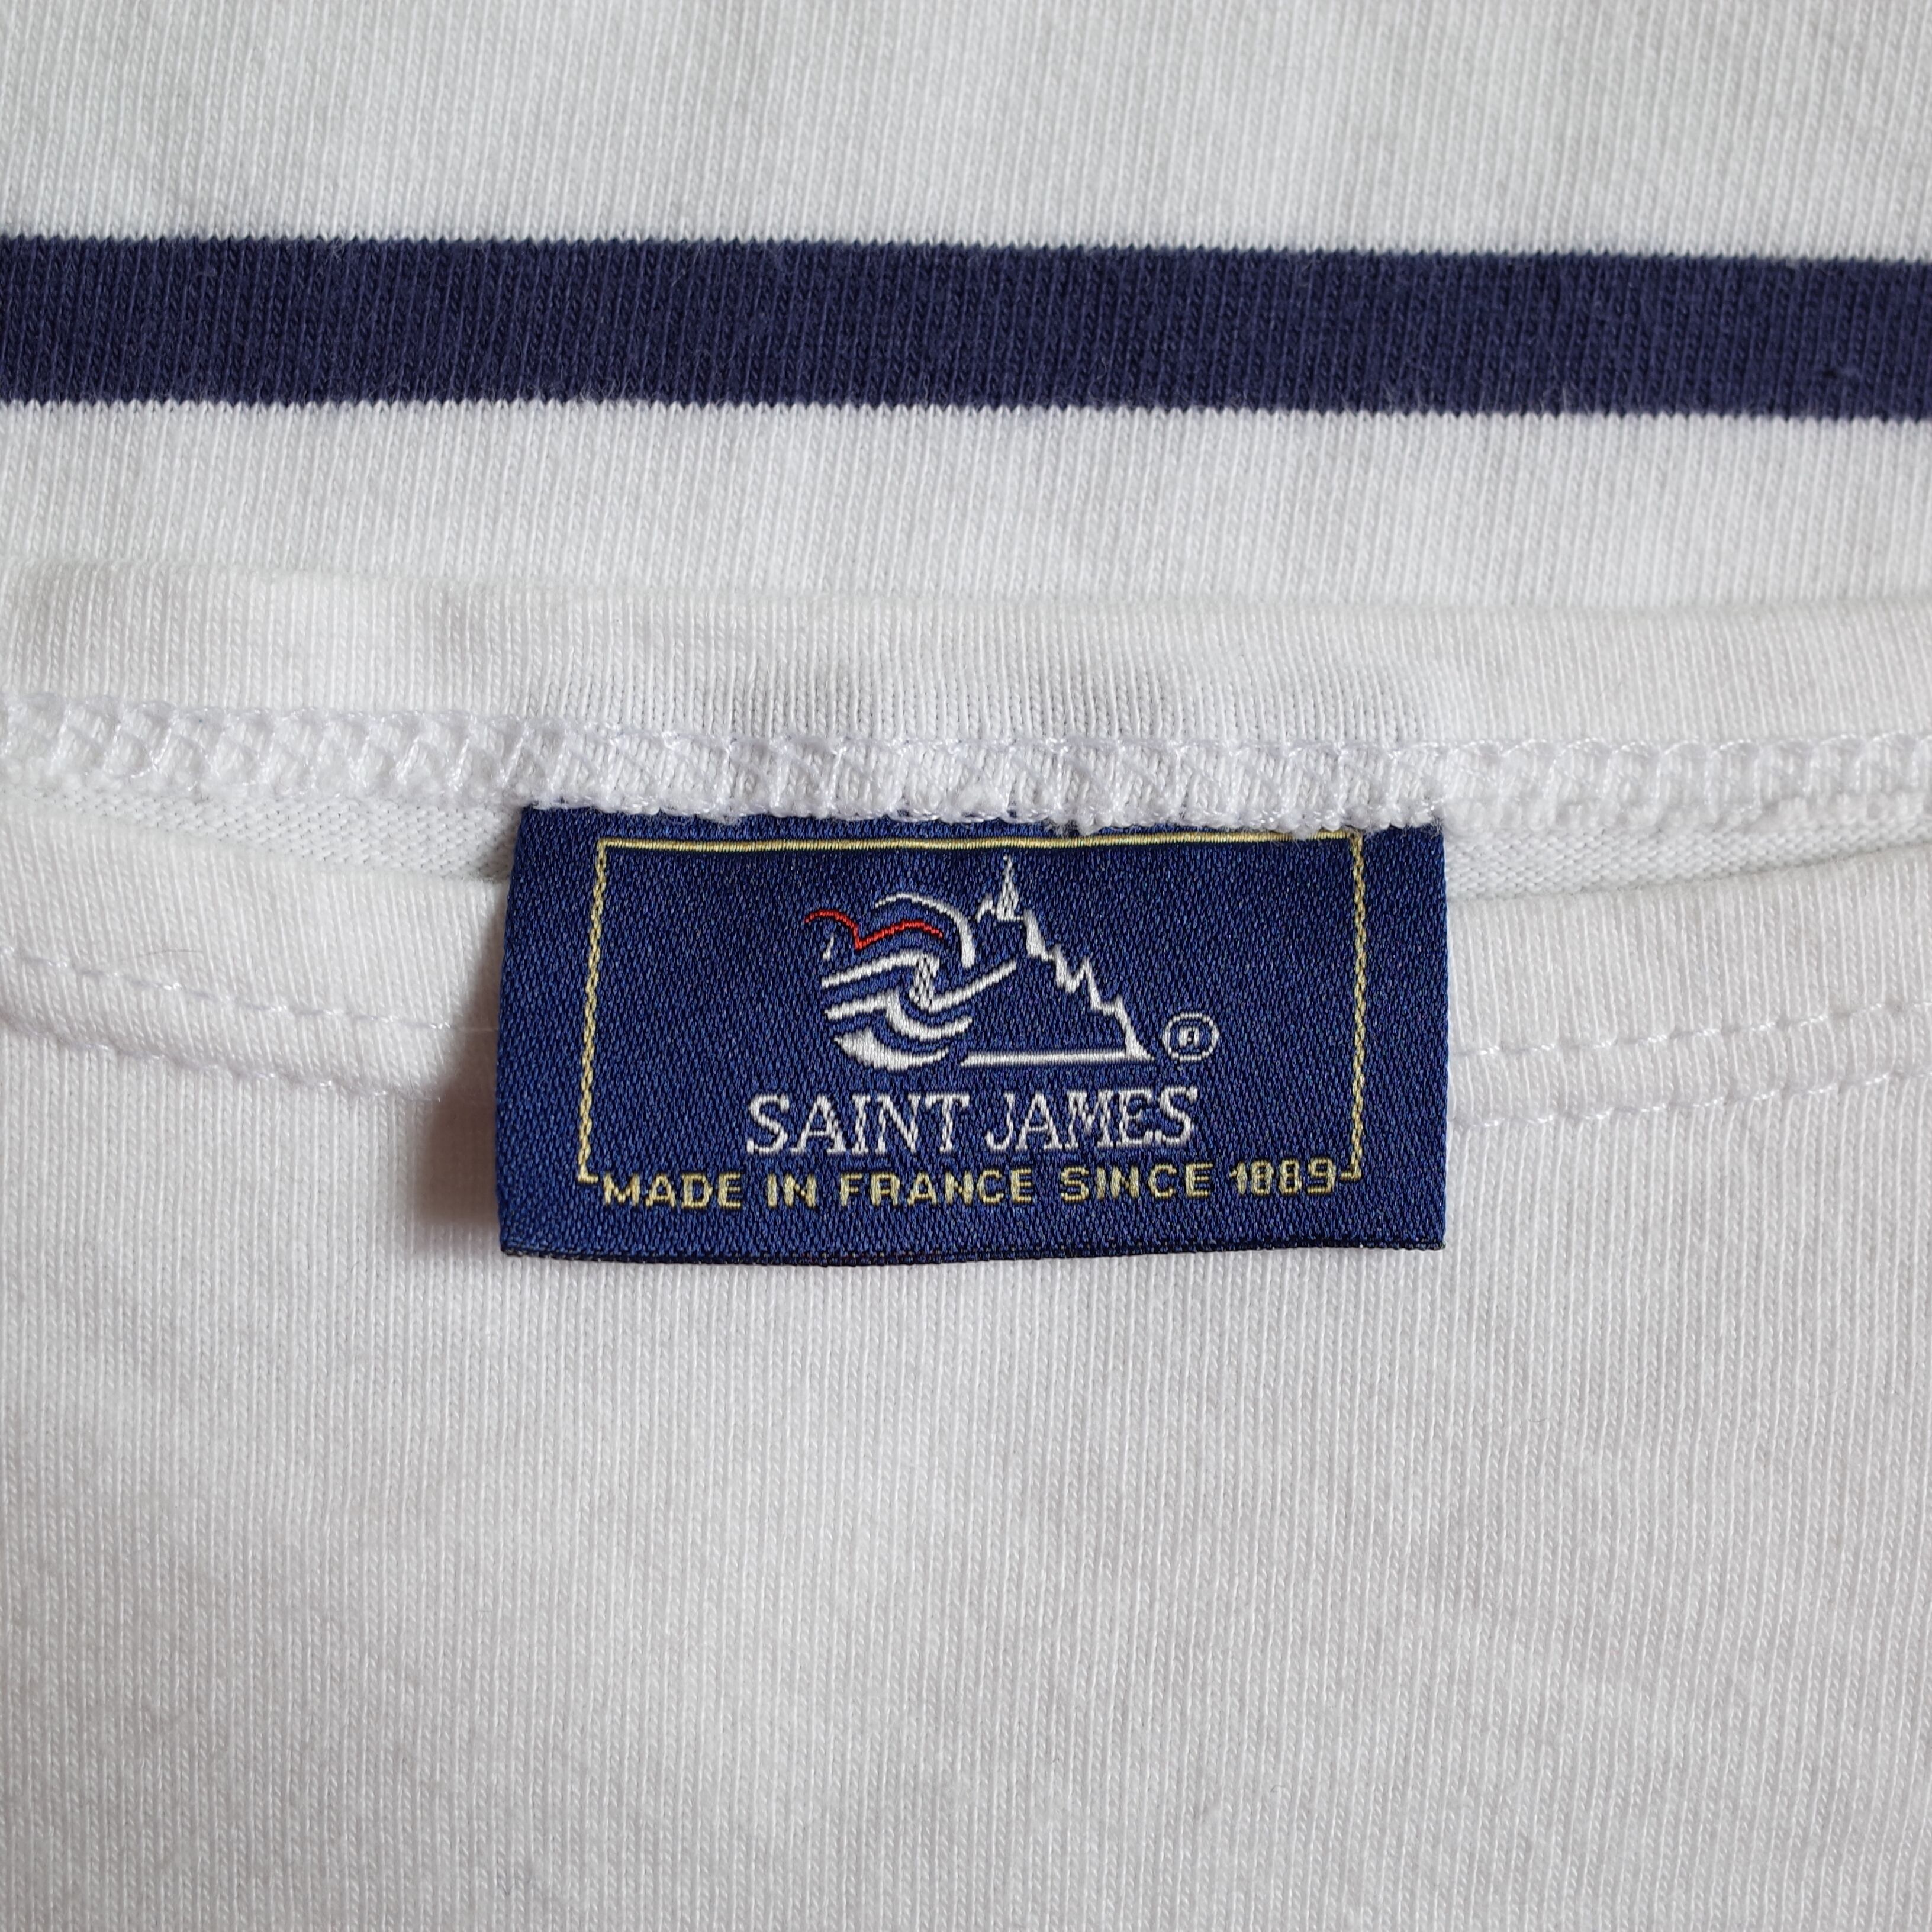 ®
SAINT JAMES
MADE IN FRANCE SINCE 1889